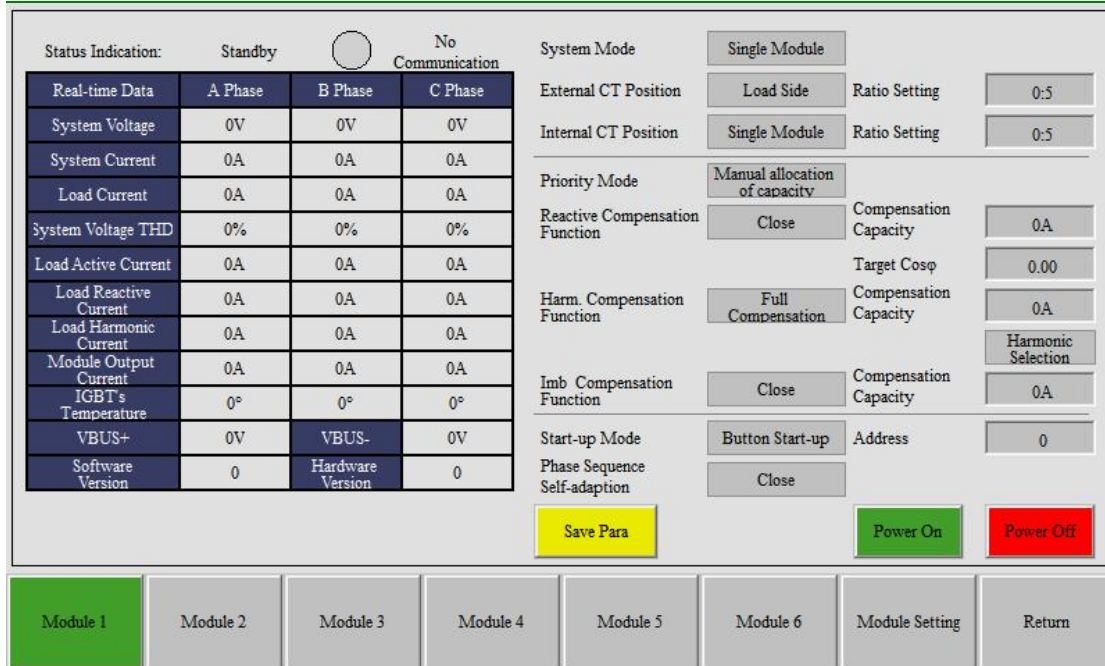 Status Indication: Standby No Communication
Real-time Data A Phase B Phase C Phase
System Voltage 0V 0V 0V
System Current 0A 0A 0A
Load Current 0A 0A 0A
System Voltage THD 0% 0% 0%
Load Active Current 0A 0A 0A
Load Reactive Current 0A 0A 0A
Load Harmonic Current 0A 0A 0A
Module Output Current 0A 0A 0A
IGBT's Temperature 0° 0° 0°
VBUS+ 0V VBUS- 0V
Software Version 0 Hardware Version 0
System Mode Single Module
External CT Position Load Side Ratio Setting 0:5
Internal CT Position Single Module Ratio Setting 0:5
Priority Mode Manual allocation of capacity
Reactive Compensation Function Close Compensation Capacity 0A
Target Cosφ 0.00
Harm. Compensation Function Full Compensation Compensation Capacity 0A
Harmonic Selection
Imb Compensation Function Close Compensation Capacity 0A
Start-up Mode Button Start-up Address 0
Phase Sequence Self-adaption Close
Save Para Power On Power Off
Module 1 Module 2 Module 3 Module 4 Module 5 Module 6 Module Setting Return